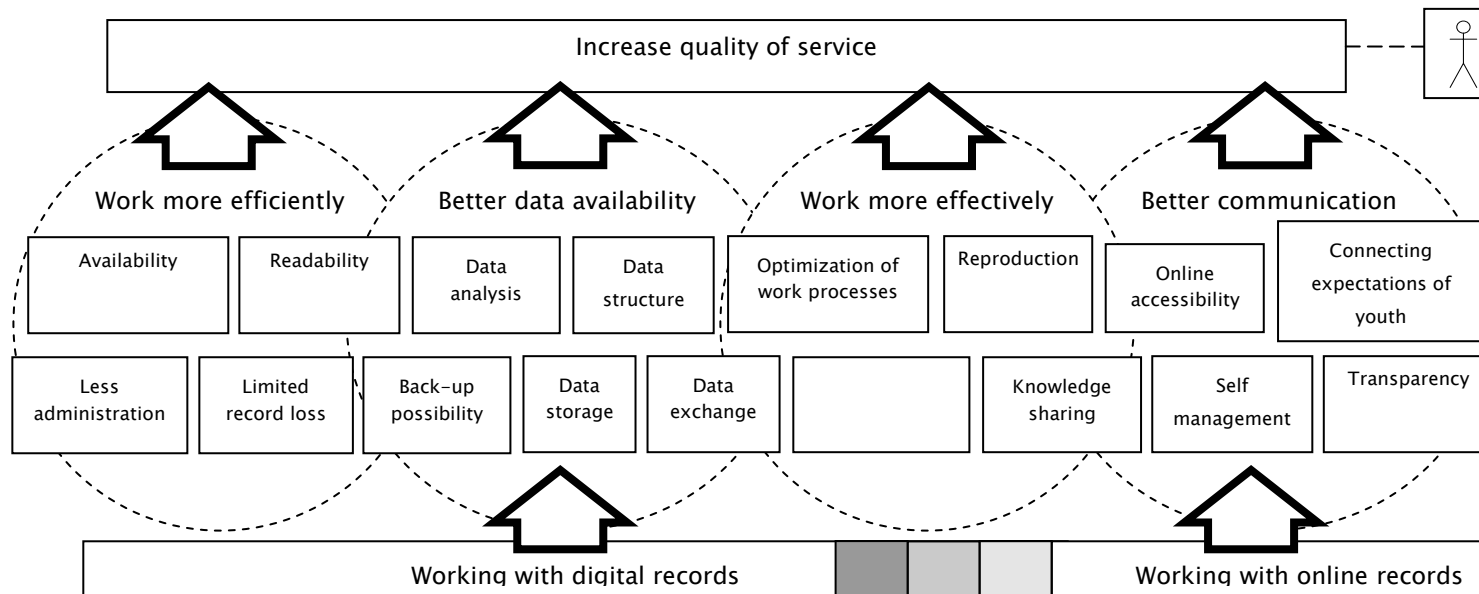 Increase quality of service
Work more efficiently
Better data availability
Work more effectively
Better communication
Availability
Readability
Data
analysis
Data
structure
Optimization of
work processes
Reproduction
Online
accessibility
Connecting
expectations of
youth
Less
administration
Limited
record loss
Back-up
possibility
Data
storage
Data
exchange
Knowledge
sharing
Self
management
Transparency
Working with digital records
Working with online records